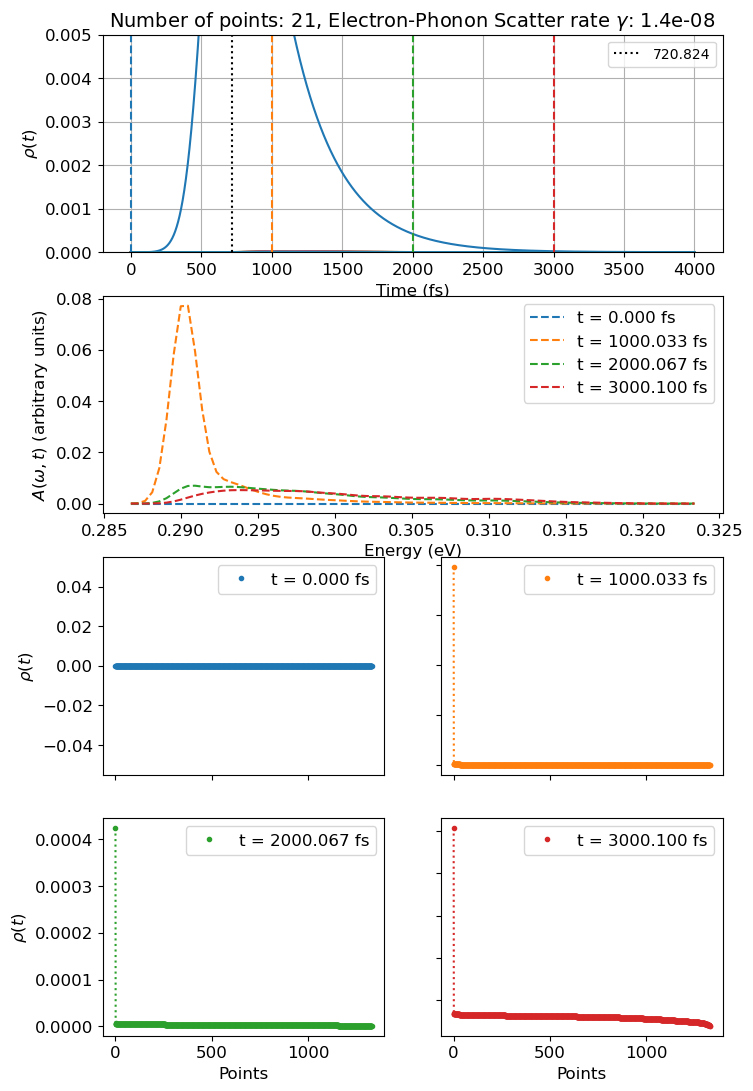 Number of points: 21, Electron-Phonon Scatter rate γ: 1.4e-08
0.005
0.004
0.003
0.002
0.001
0.000
ρ(t)
720.824
0 500 1000 1500 2000 2500 3000 3500 4000
Time (fs)
0.08
0.06
0.04
0.02
0.00
A(ω, t) (arbitrary units)
t = 0.000 fs
t = 1000.033 fs
t = 2000.067 fs
t = 3000.100 fs
0.285 0.290 0.295 0.300 0.305 0.310 0.315 0.320 0.325
Energy (eV)
0.04
0.02
0.00
−0.02
−0.04
ρ(t)
t = 0.000 fs
t = 1000.033 fs
0.0004
0.0003
0.0002
0.0001
0.0000
ρ(t)
t = 2000.067 fs
0 500 1000
Points
t = 3000.100 fs
0 500 1000
Points